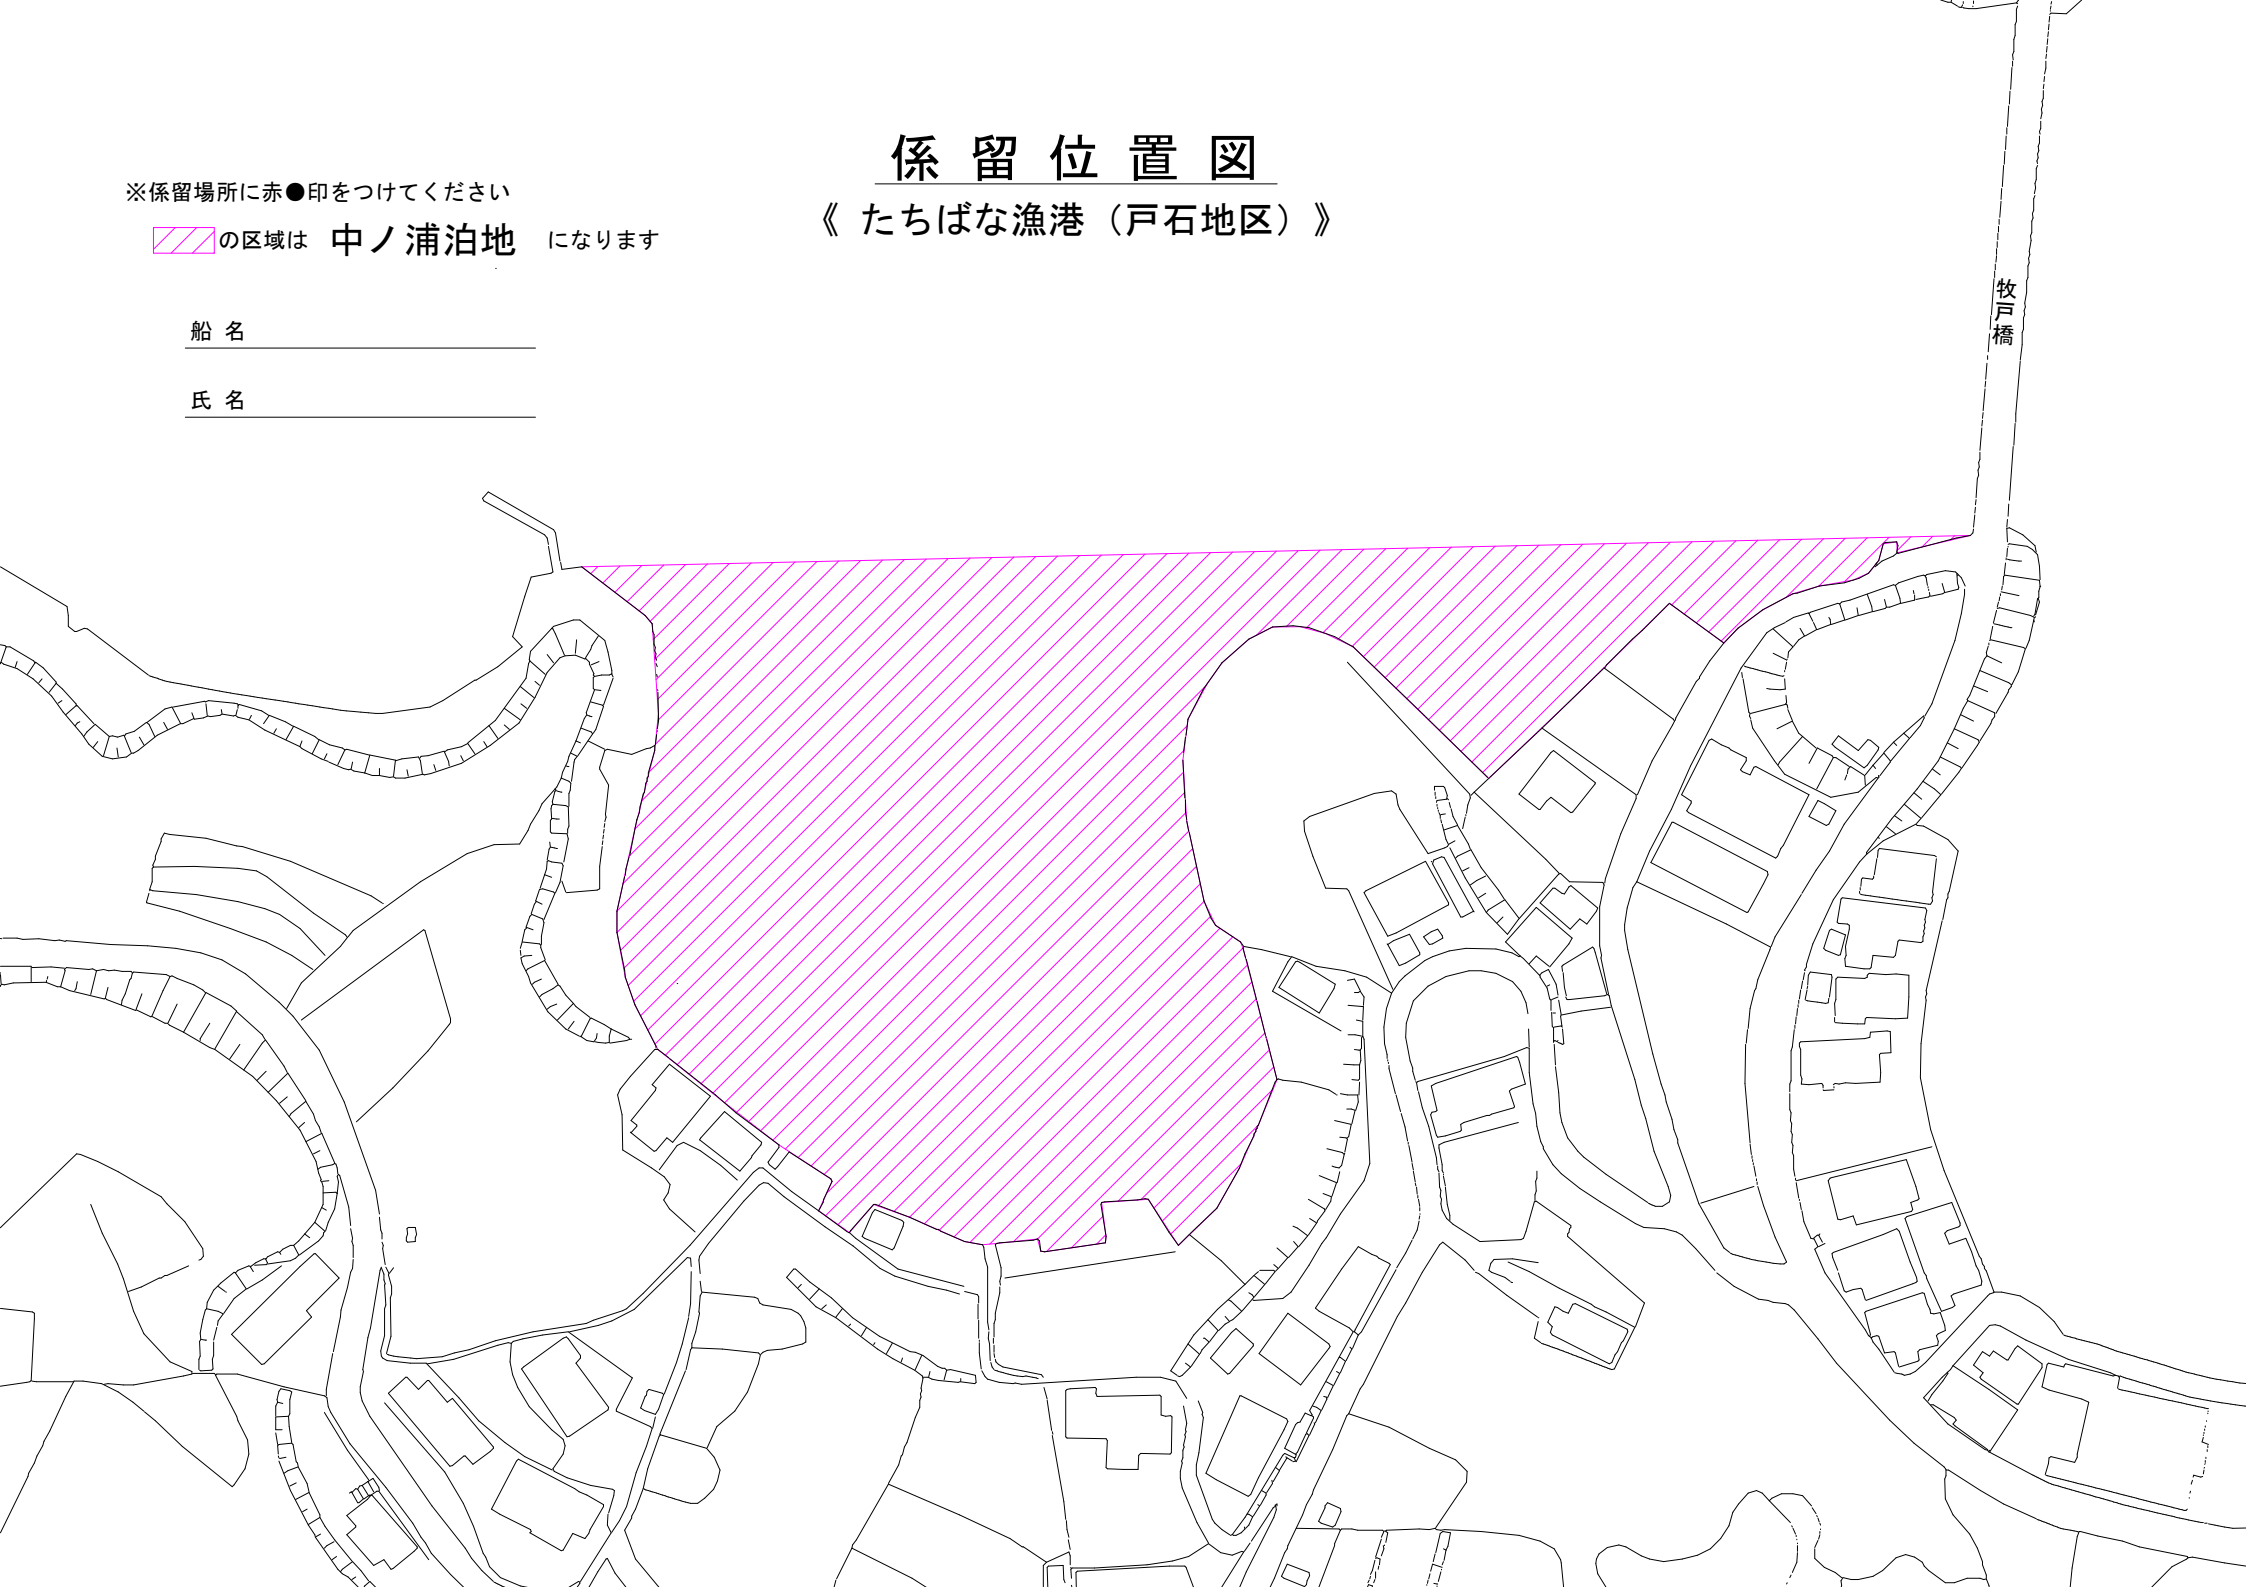 係留位置図
《 たちばな漁港（戸石地区）》
※係留場所に赤●印をつけてください
の区域は 中ノ浦泊地 になります
船 名
氏 名
牧戸橋